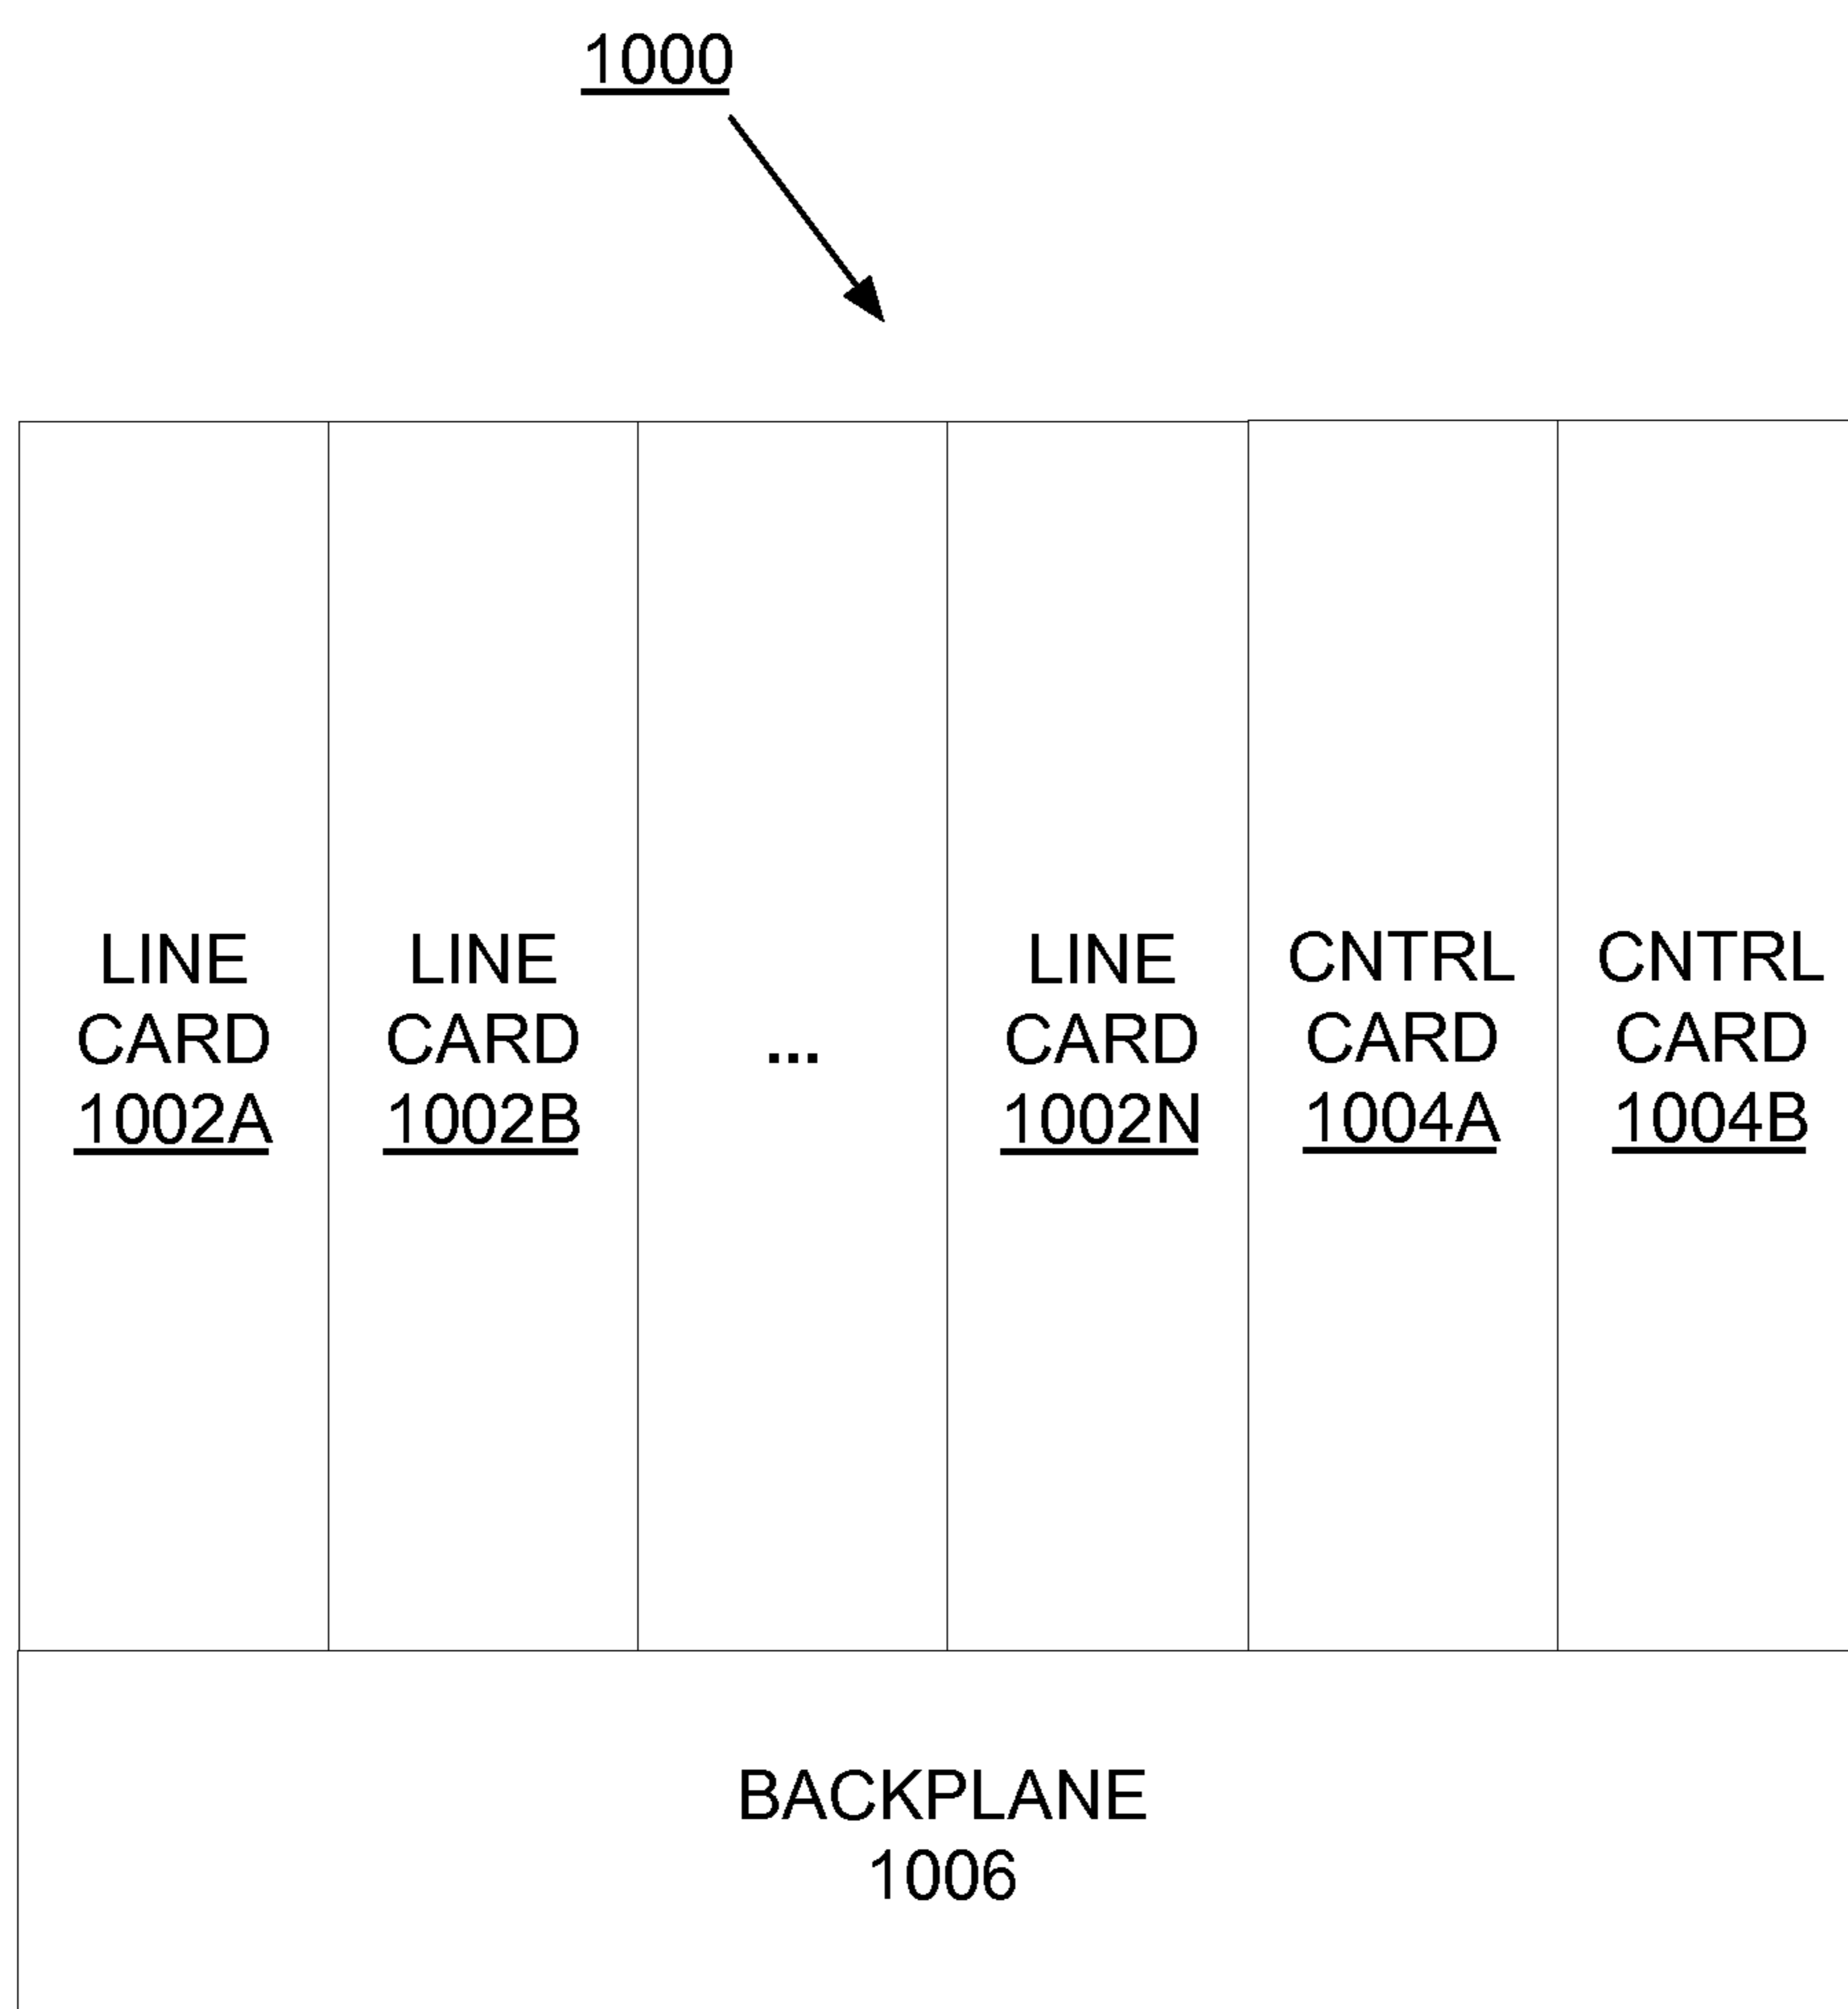 1000
LINE
CARD
1002A
LINE
CARD
1002B
...
LINE
CARD
1002N
CNTRL
CARD
1004A
CNTRL
CARD
1004B
BACKPLANE
1006